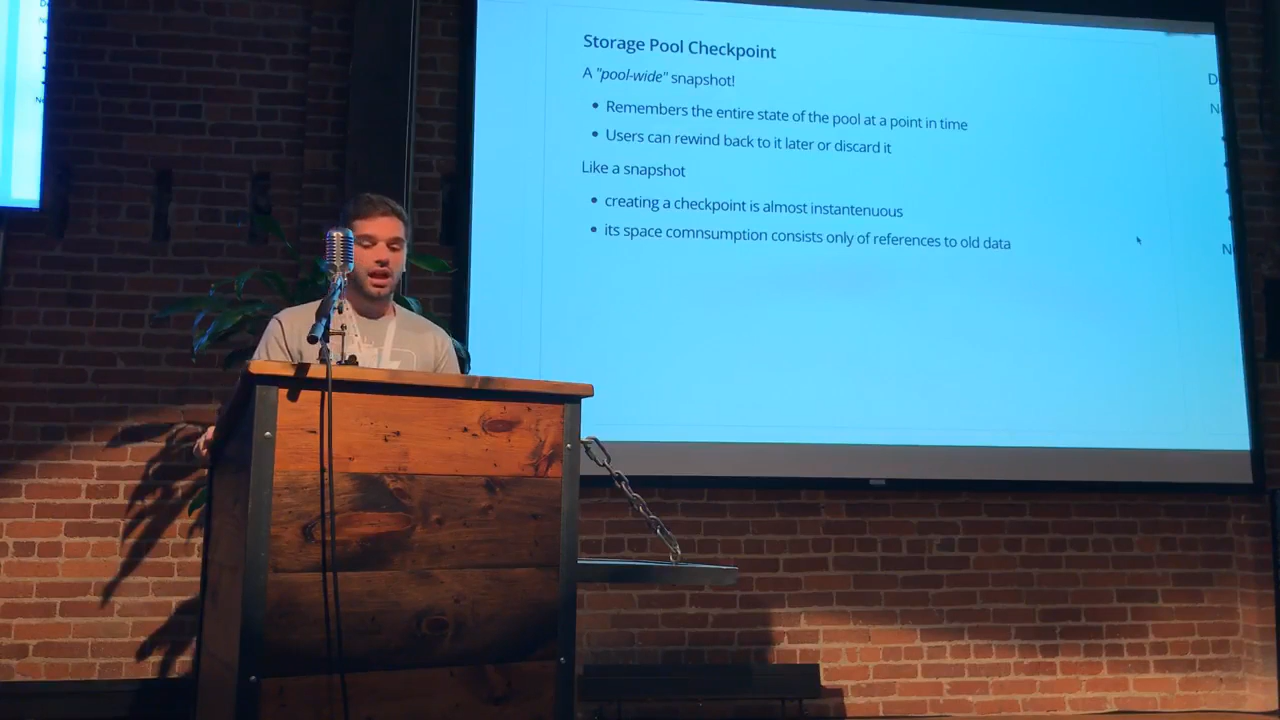 Storage Pool Checkpoint
A "pool-wide" snapshot!
• Remembers the entire state of the pool at a point in time
• Users can rewind back to it later or discard it
Like a snapshot
• creating a checkpoint is almost instantenuous
• its space comnsumption consists only of references to old data